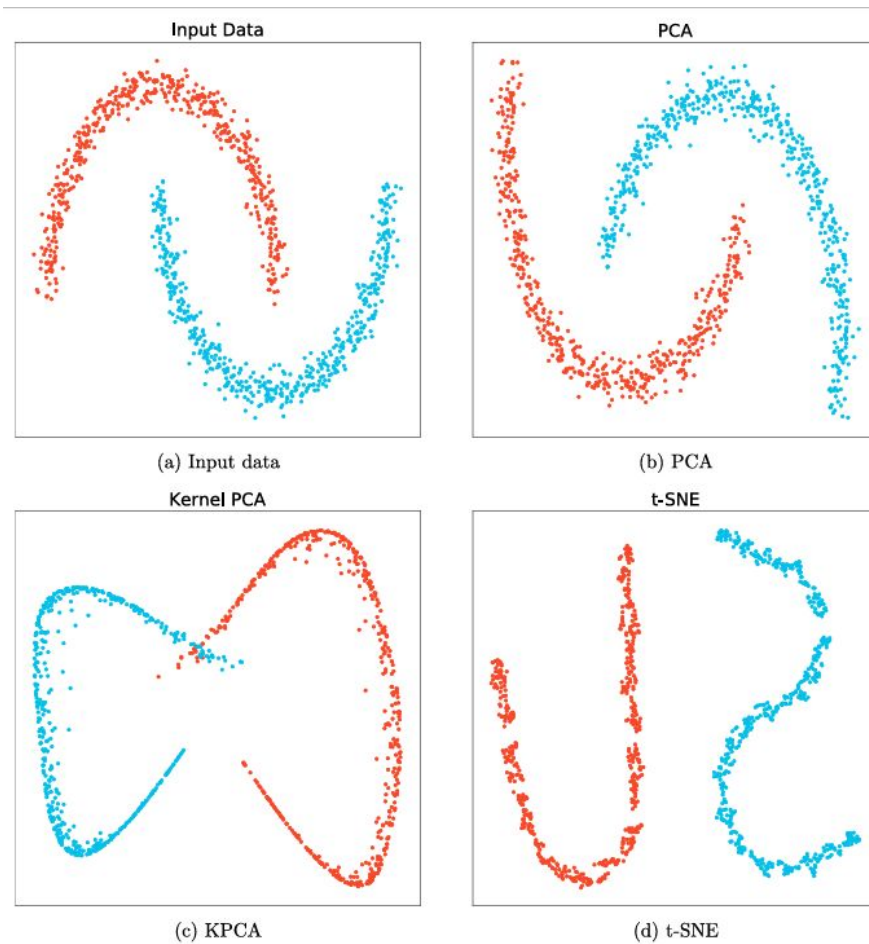 Input Data
PCA
(a) Input data
(b) PCA
Kernel PCA
t-SNE
(c) KPCA
(d) t-SNE